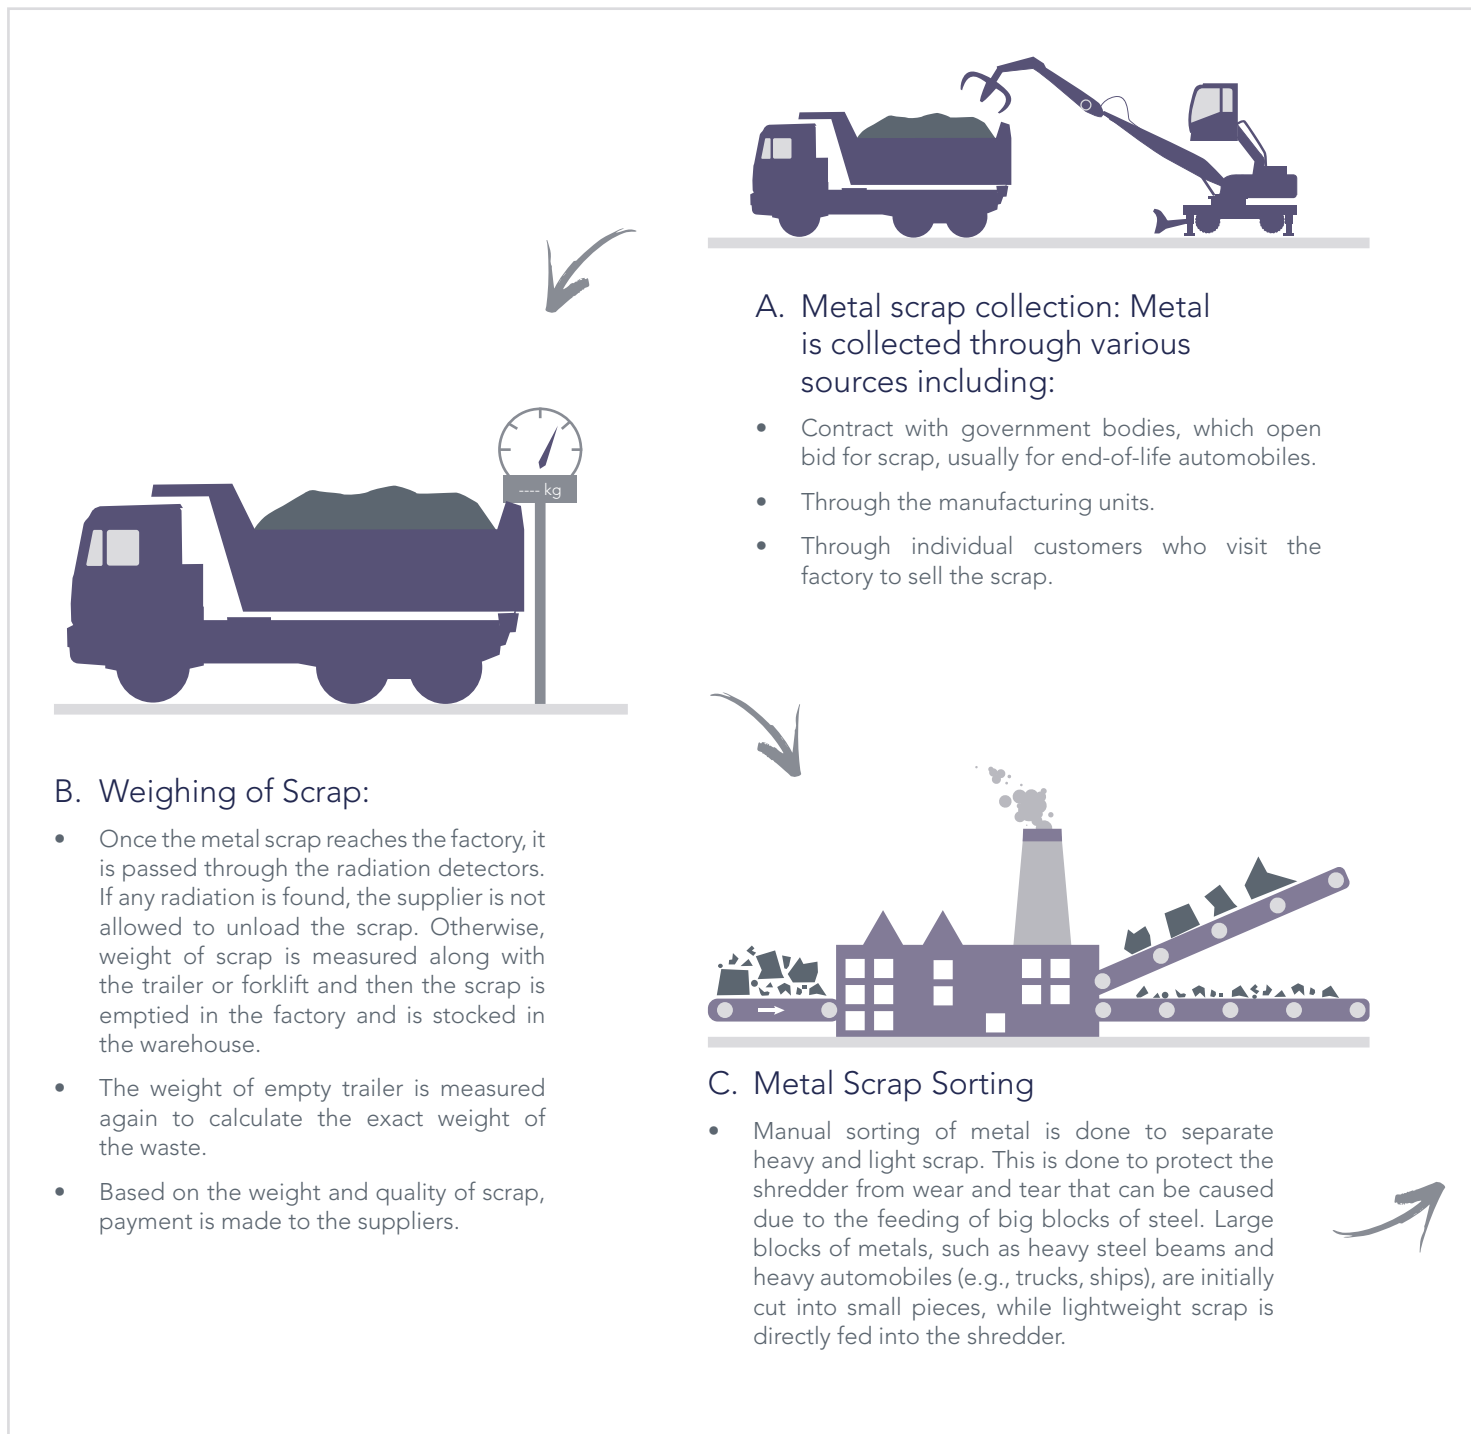 A. Metal scrap collection: Metal
is collected through various
sources including:
• Contract with government bodies, which open
bid for scrap, usually for end-of-life automobiles.
• Through the manufacturing units.
• Through individual customers who visit the
factory to sell the scrap.
---- kg
B. Weighing of Scrap:
• Once the metal scrap reaches the factory, it
is passed through the radiation detectors.
If any radiation is found, the supplier is not
allowed to unload the scrap. Otherwise,
weight of scrap is measured along with
the trailer or forklift and then the scrap is
emptied in the factory and is stocked in
the warehouse.
• The weight of empty trailer is measured
again to calculate the exact weight of
the waste.
• Based on the weight and quality of scrap,
payment is made to the suppliers.
C. Metal Scrap Sorting
• Manual sorting of metal is done to separate
heavy and light scrap. This is done to protect the
shredder from wear and tear that can be caused
due to the feeding of big blocks of steel. Large
blocks of metals, such as heavy steel beams and
heavy automobiles (e.g., trucks, ships), are initially
cut into small pieces, while lightweight scrap is
directly fed into the shredder.